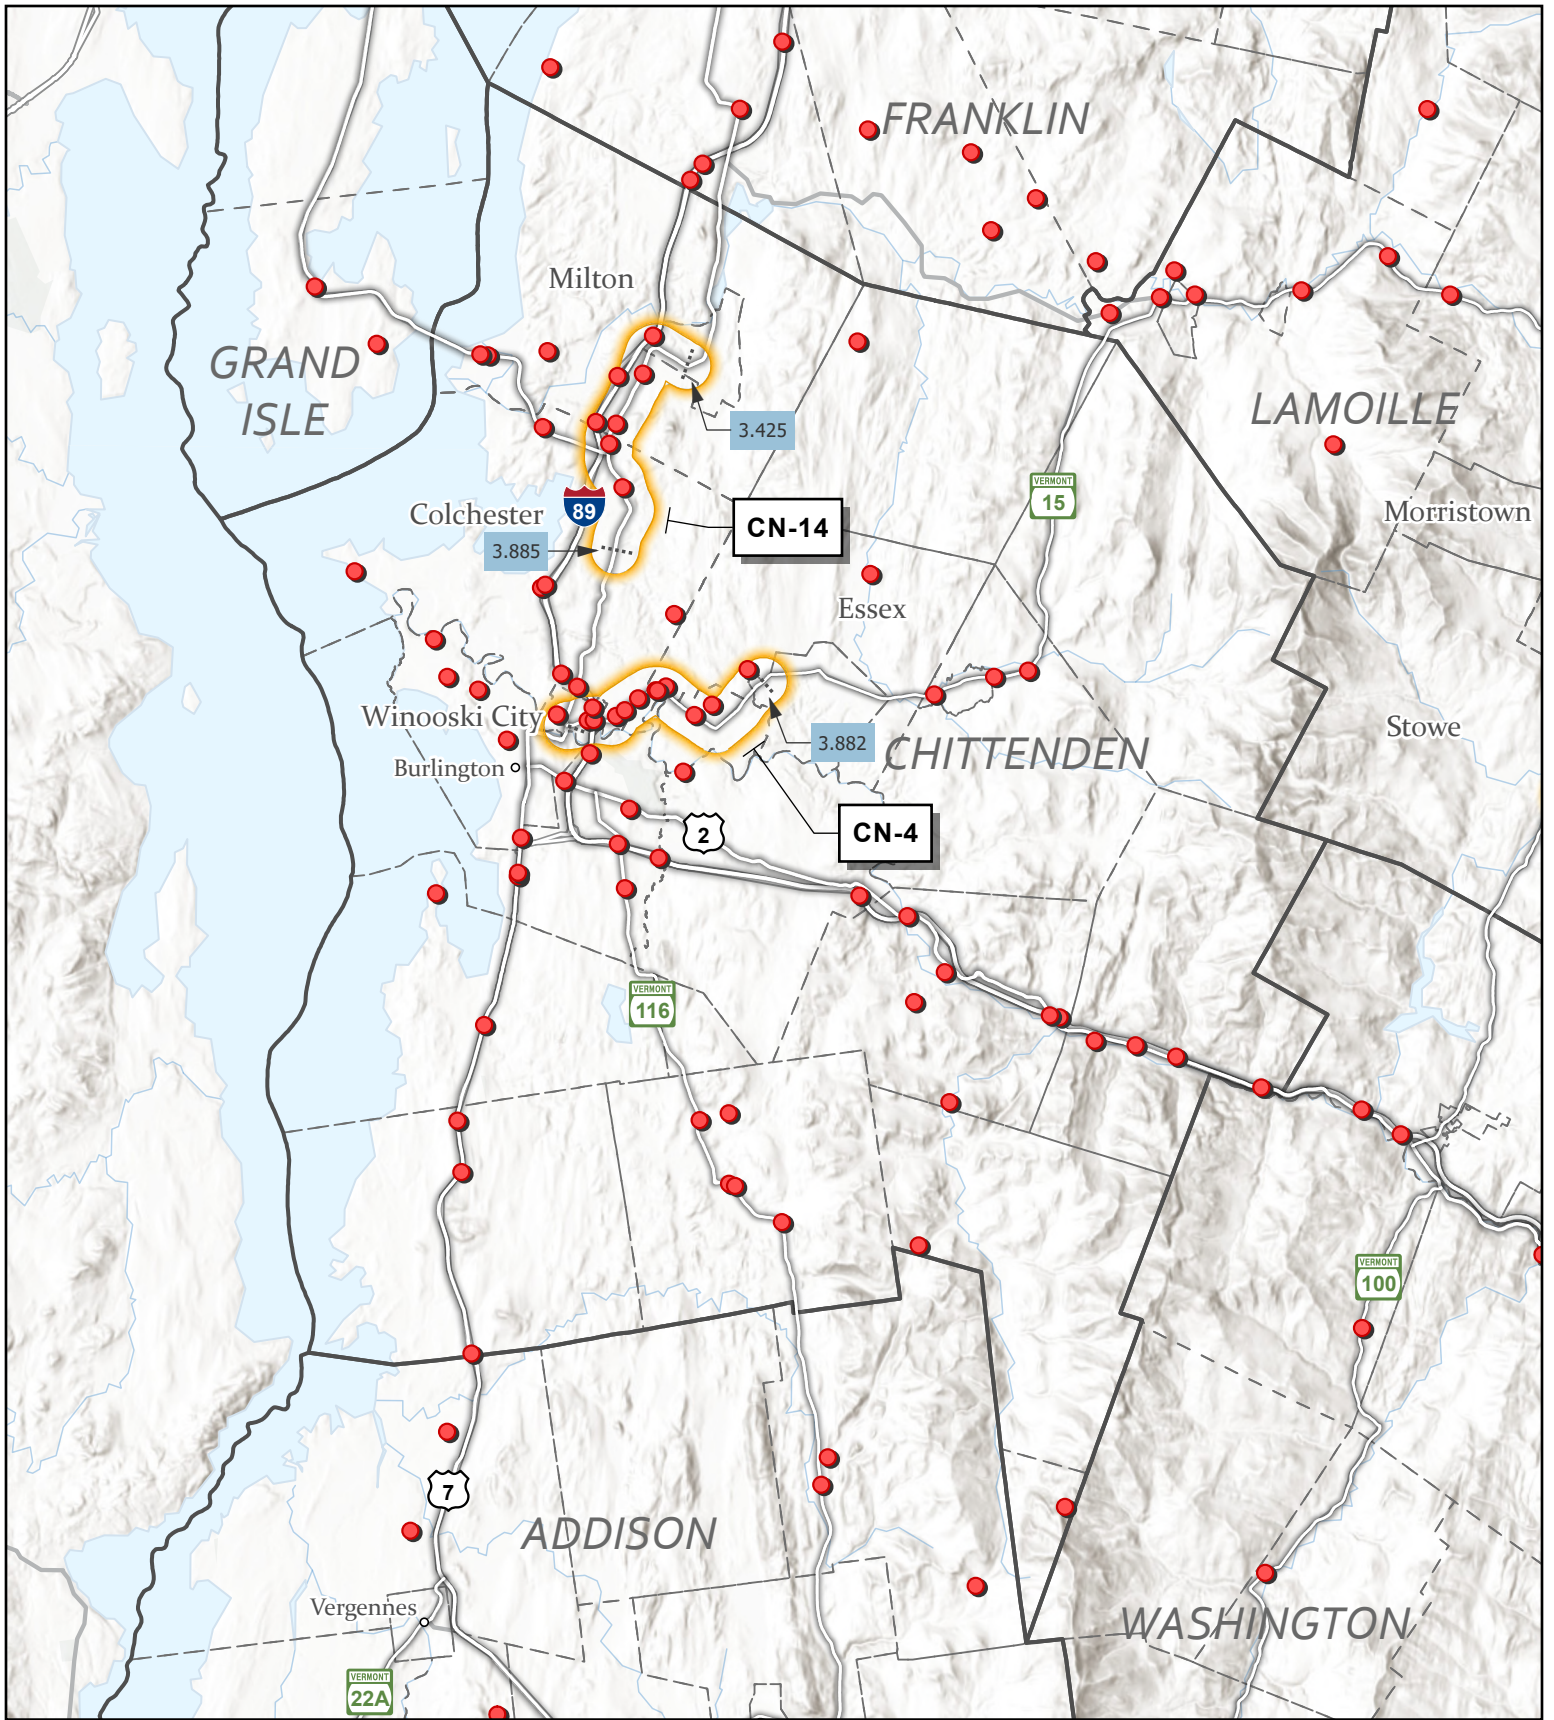 FRANKLIN
Milton
GRAND
ISLE
LAMOILLE
3.425
VERMONT
15
89
Colchester
CN-14
Morristown
3.885
Essex
Winooski City
Stowe
3.882
CHITTENDEN
Burlington
2
CN-4
VERMONT
116
VERMONT
100
7
ADDISON
Vergennes
WASHINGTON
VERMONT
22A